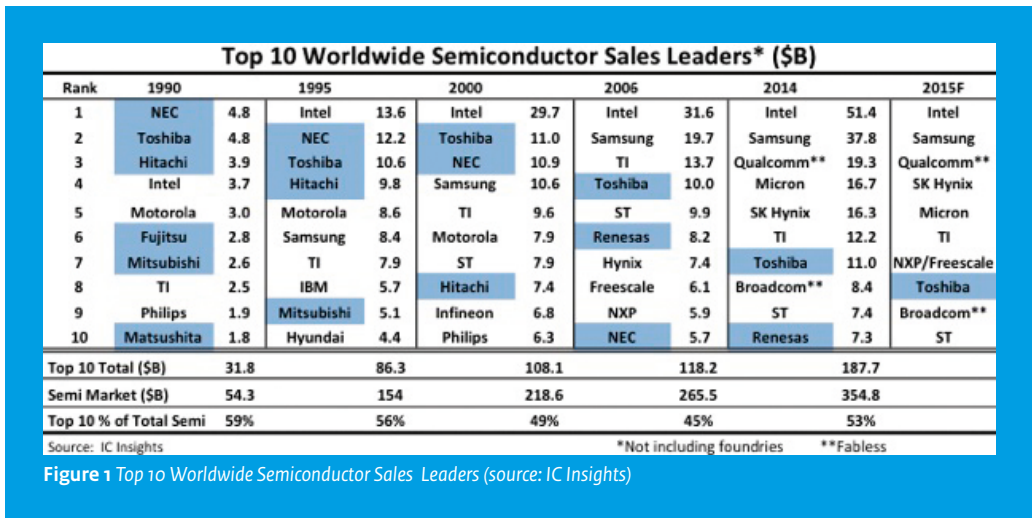 Top 10 Worldwide Semiconductor Sales Leaders* ($B)
Rank 1990 1995 2000 2006 2014 2015F
1 NEC 4.8 Intel 13.6 Intel 29.7 Intel 31.6 Intel 51.4 Intel
2 Toshiba 4.8 NEC 12.2 Toshiba 11.0 Samsung 19.7 Samsung 37.8 Samsung
3 Hitachi 3.9 Toshiba 10.6 NEC 10.9 TI 13.7 Qualcomm** 19.3 Qualcomm**
4 Intel 3.7 Hitachi 9.8 Samsung 10.6 Toshiba 10.0 Micron 16.7 SK Hynix
5 Motorola 3.0 Motorola 8.6 TI 9.6 ST 9.9 SK Hynix 16.3 Micron
6 Fujitsu 2.8 Samsung 8.4 Motorola 7.9 Renesas 8.2 TI 12.2 TI
7 Mitsubishi 2.6 TI 7.9 ST 7.9 Hynix 7.4 Toshiba 11.0 NXP/Freescale
8 TI 2.5 IBM 5.7 Hitachi 7.4 Freescale 6.1 Broadcom** 8.4 Toshiba
9 Philips 1.9 Mitsubishi 5.1 Infineon 6.8 NXP 5.9 ST 7.4 Broadcom**
10 Matsushita 1.8 Hyundai 4.4 Philips 6.3 NEC 5.7 Renesas 7.3 ST
Top 10 Total ($B) 31.8 86.3 108.1 118.2 187.7
Semi Market ($B) 54.3 154 218.6 265.5 354.8
Top 10 % of Total Semi 59% 56% 49% 45% 53%
Source: IC Insights *Not including foundries **Fabless
Figure 1 Top 10 Worldwide Semiconductor Sales Leaders (source: IC Insights)